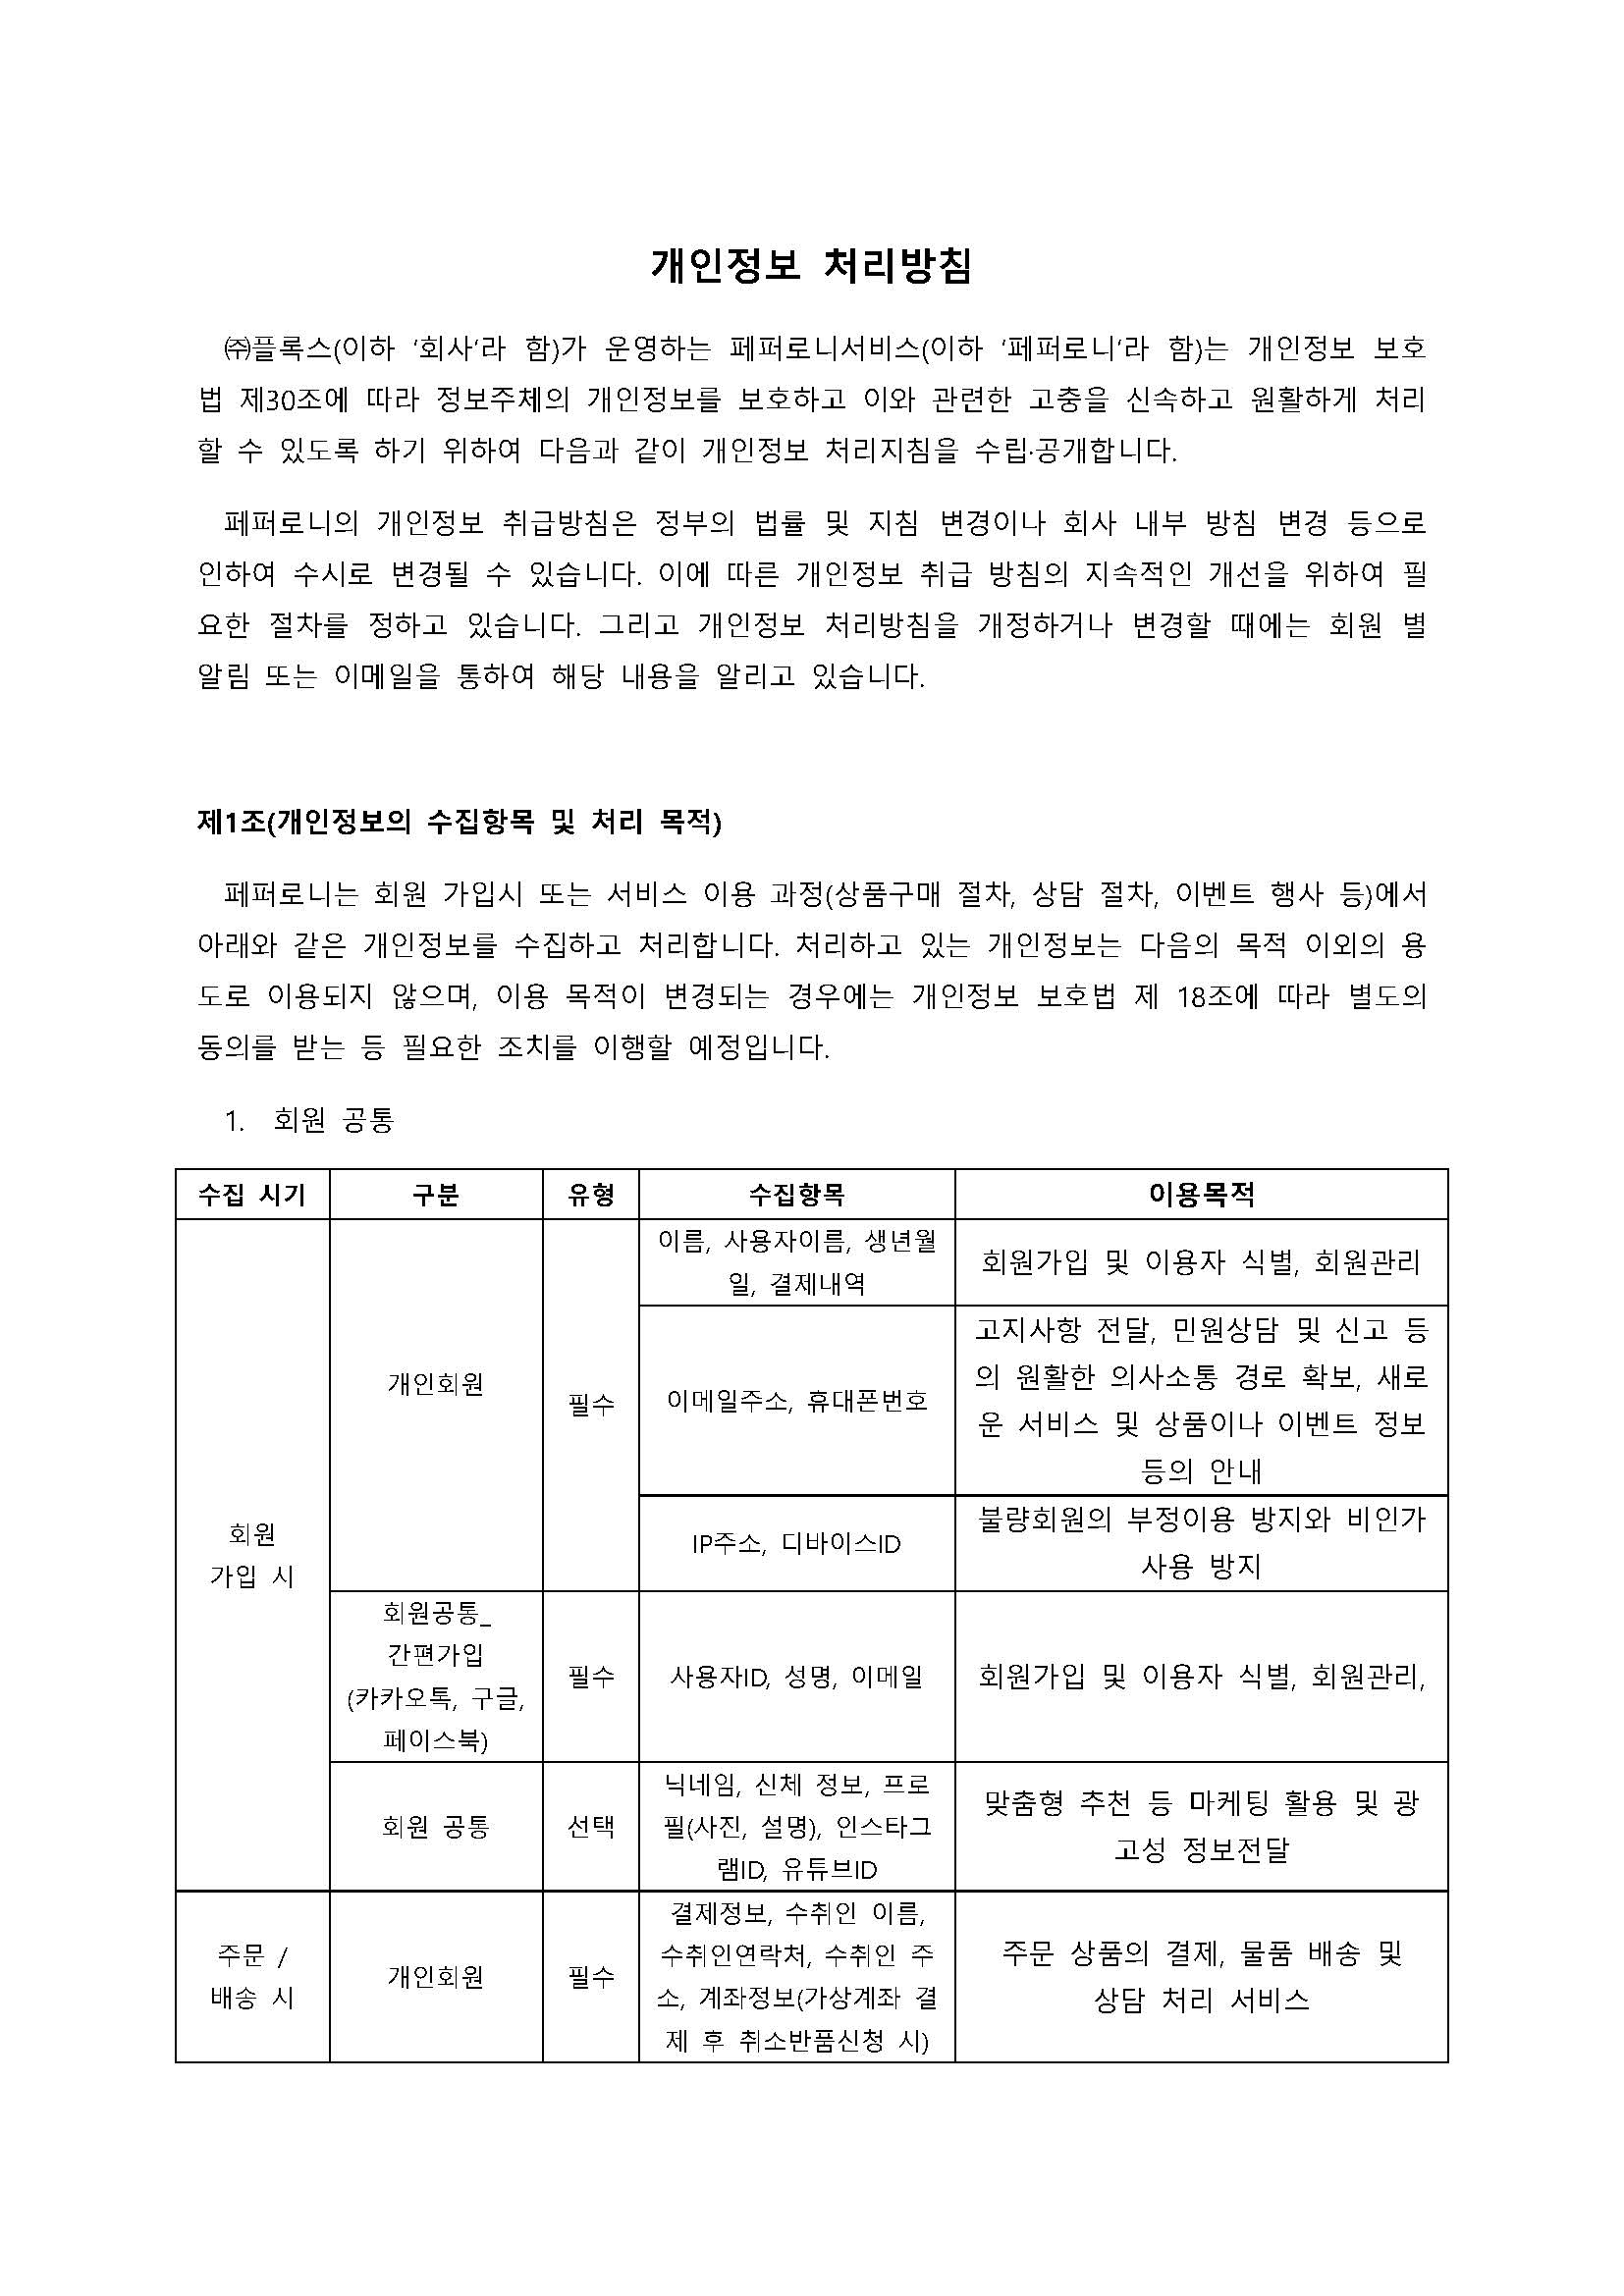 개인정보 처리방침
㈜플록스(이하 ‘회사’라 함)가 운영하는 페퍼로니서비스(이하 ‘페퍼로니’라 함)는 개인정보 보호
법 제30조에 따라 정보주체의 개인정보를 보호하고 이와 관련한 고충을 신속하고 원활하게 처리
할 수 있도록 하기 위하여 다음과 같이 개인정보 처리지침을 수립·공개합니다.
페퍼로니의 개인정보 취급방침은 정부의 법률 및 지침 변경이나 회사 내부 방침 변경 등으로
인하여 수시로 변경될 수 있습니다. 이에 따른 개인정보 취급 방침의 지속적인 개선을 위하여 필
요한 절차를 정하고 있습니다. 그리고 개인정보 처리방침을 개정하거나 변경할 때에는 회원 별
알림 또는 이메일을 통하여 해당 내용을 알리고 있습니다.
제1조(개인정보의 수집항목 및 처리 목적)
페퍼로니는 회원 가입시 또는 서비스 이용 과정(상품구매 절차, 상담 절차, 이벤트 행사 등)에서
아래와 같은 개인정보를 수집하고 처리합니다. 처리하고 있는 개인정보는 다음의 목적 이외의 용
도로 이용되지 않으며, 이용 목적이 변경되는 경우에는 개인정보 보호법 제 18조에 따라 별도의
동의를 받는 등 필요한 조치를 이행할 예정입니다.
1. 회원 공통
수집 시기 구분 유형 수집항목 이용목적
회원
가입 시
개인회원
필수
이름, 사용자이름, 생년월
일, 결제내역
회원가입 및 이용자 식별, 회원관리
이메일주소, 휴대폰번호
고지사항 전달, 민원상담 및 신고 등
의 원활한 의사소통 경로 확보, 새로
운 서비스 및 상품이나 이벤트 정보
등의 안내
IP주소, 디바이스ID
불량회원의 부정이용 방지와 비인가
사용 방지
회원공통_
간편가입
(카카오톡, 구글,
페이스북)
필수
사용자ID, 성명, 이메일
회원가입 및 이용자 식별, 회원관리,
회원 공통
선택
닉네임, 신체 정보, 프로
필(사진, 설명), 인스타그
램ID, 유튜브ID
맞춤형 추천 등 마케팅 활용 및 광
고성 정보전달
주문 /
배송 시
개인회원
필수
결제정보, 수취인 이름,
수취인연락처, 수취인 주
소, 계좌정보(가상계좌 결
제 후 취소반품신청 시)
주문 상품의 결제, 물품 배송 및
상담 처리 서비스